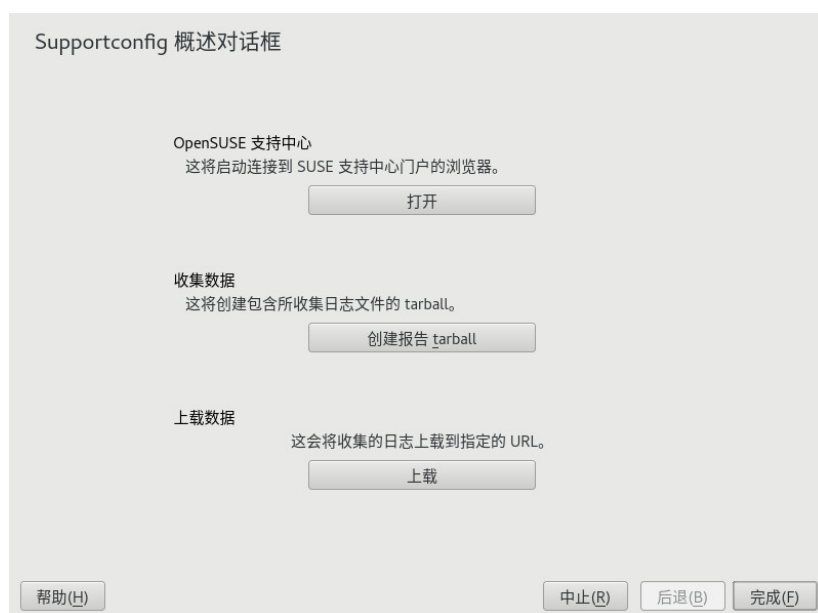 Supportconfig 概述对话框
OpenSUSE 支持中心
这将启动连接到 SUSE 支持中心门户的浏览器。
打开
收集数据
这将创建包含所收集日志文件的 tarball。
创建报告 tarball
上载数据
这会将收集的日志上载到指定的 URL。
上载
帮助(H)
中止(R)
后退(B)
完成(F)